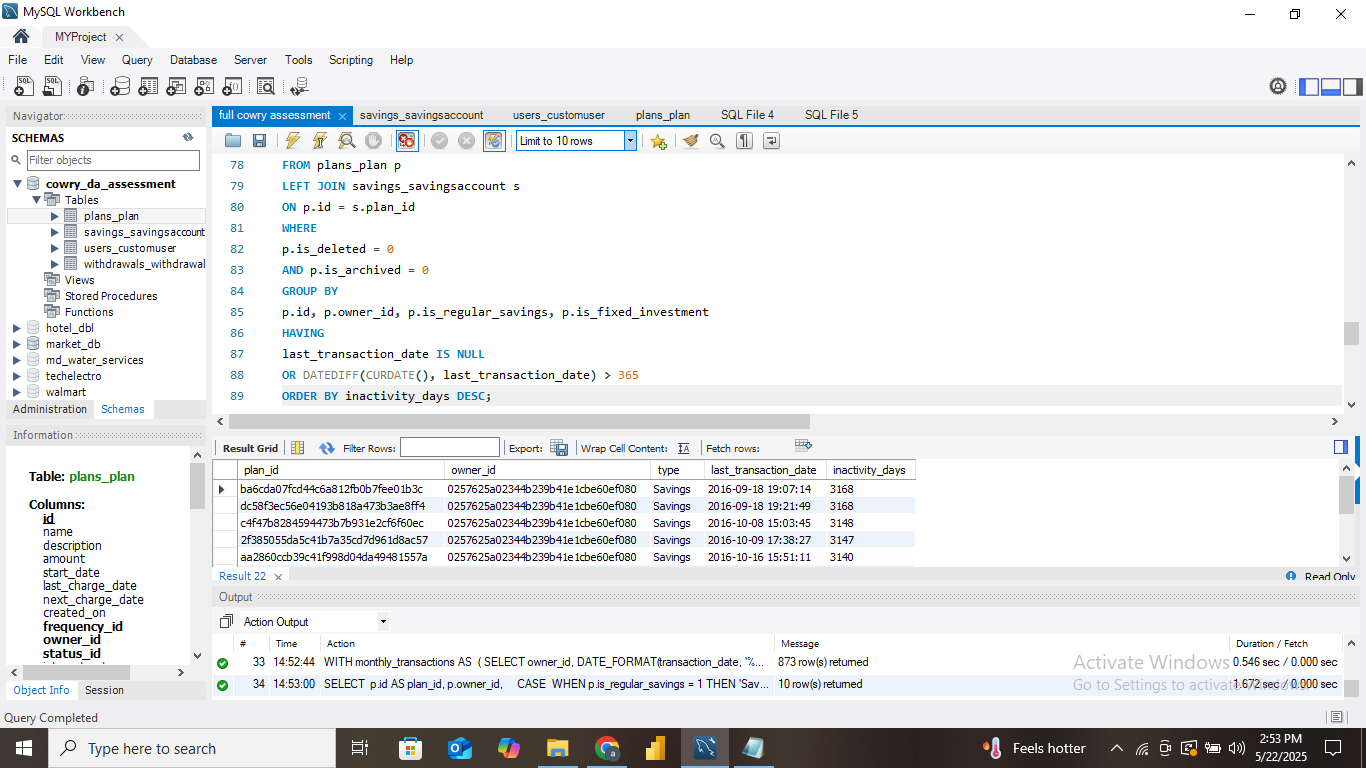 MySQL Workbench
MYProject
File Edit View Query Database Server Tools Scripting Help
Navigator
SCHEMAS
Filter objects
cowry_da_assessment
Tables
plans_plan
savings_savingsaccount
users_customuser
withdrawals_withdrawal
Views
Stored Procedures
Functions
hotel_dbl
market_db
md_water_services
techelectro
walmart
Administration Schemas
Information
Table: plans_plan
Columns:
id
name
description
amount
start_date
last_charge_date
next_charge_date
created_on
frequency_id
owner_id
status_id
Object Info Session
full cowry assessment savings_savingsaccount users_customuser plans_plan SQL File 4 SQL File 5
Limit to 10 rows
78 FROM plans_plan p
79 LEFT JOIN savings_savingsaccount s
80 ON p.id = s.plan_id
81 WHERE
82 p.is_deleted = 0
83 AND p.is_archived = 0
84 GROUP BY
85 p.id, p.owner_id, p.is_regular_savings, p.is_fixed_investment
86 HAVING
87 last_transaction_date IS NULL
88 OR DATEDIFF(CURDATE(), last_transaction_date) > 365
89 ORDER BY inactivity_days DESC;
Result Grid Filter Rows: Export: Wrap Cell Content: Fetch rows:
plan_id owner_id type last_transaction_date inactivity_days
ba6cda07fcd44c6a812fb0b7fee01b3c 0257625a02344b239b41e1cbe60ef080 Savings 2016-09-18 19:07:14 3168
dc58f3ec56e04193b818a473b3ae8ff4 0257625a02344b239b41e1cbe60ef080 Savings 2016-09-18 19:21:49 3168
c4f47b8284594473b7b931e2cf6f60ec 0257625a02344b239b41e1cbe60ef080 Savings 2016-10-08 15:03:45 3148
2f385055da5c41b7a35cd7d961d8ac57 0257625a02344b239b41e1cbe60ef080 Savings 2016-10-09 17:38:27 3147
aa2860ccb39c41f998d04da49481557a 0257625a02344b239b41e1cbe60ef080 Savings 2016-10-16 15:51:11 3140
Result 22 Read Only
Output
Action Output
# Time Action Message Duration / Fetch
33 14:52:44 WITH monthly_transactions AS ( SELECT owner_id, DATE_FORMAT(transaction_date, '%... 873 row(s) returned 0.546 sec / 0.000 sec
34 14:53:00 SELECT p.id AS plan_id, p.owner_id, CASE WHEN p.is_regular_savings = 1 THEN 'Sav... 10 row(s) returned 1.672 sec / 0.000 sec
Activate Windows
Go to Settings to activate Windows.
Query Completed
Type here to search
Feels hotter
2:53 PM
5/22/2025